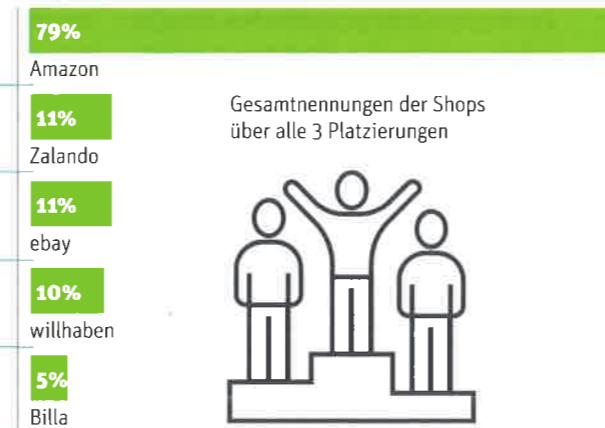 79%
Amazon
11%
Zalando
11%
ebay
10%
willhaben
5%
Billa
Gesamtnennungen der Shops
über alle 3 Platzierungen